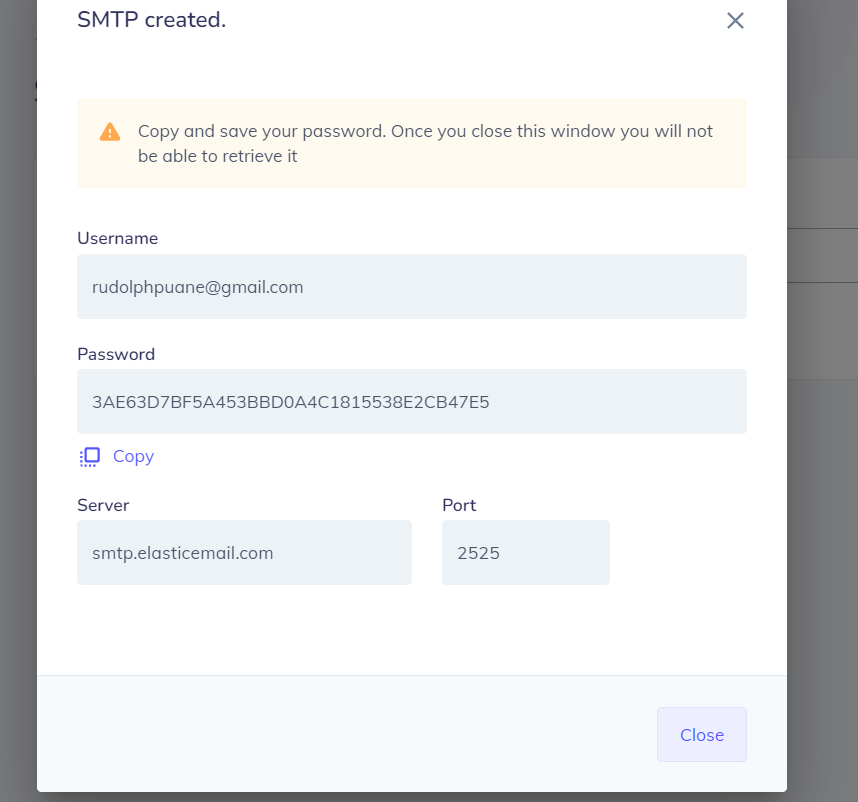 SMTP created.
Copy and save your password. Once you close this window you will not
be able to retrieve it
Username
rudolphpuane@gmail.com
Password
3AE63D7BF5A453BBD0A4C1815538E2CB47E5
Copy
Server
Port
smtp.elasticemail.com
2525
Close